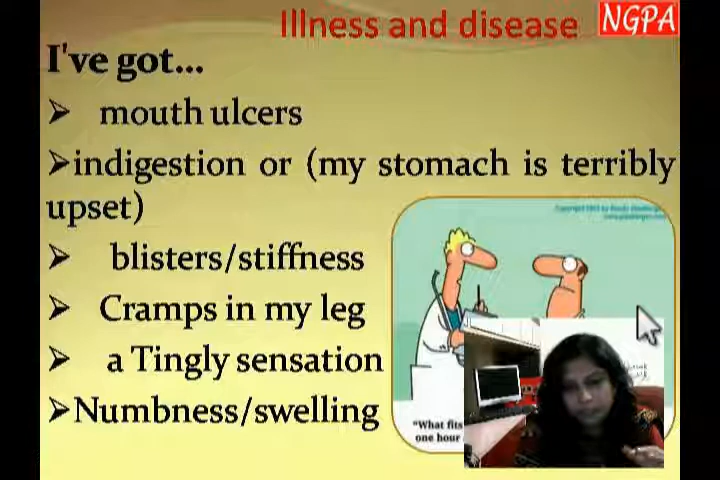 Illness and disease
NGPA
I've got...
➢ mouth ulcers
➢indigestion or (my stomach is terribly
upset)
➢ blisters/stiffness
➢ Cramps in my leg
➢ a Tingly sensation
➢Numbness/swelling
"What fits
one hour